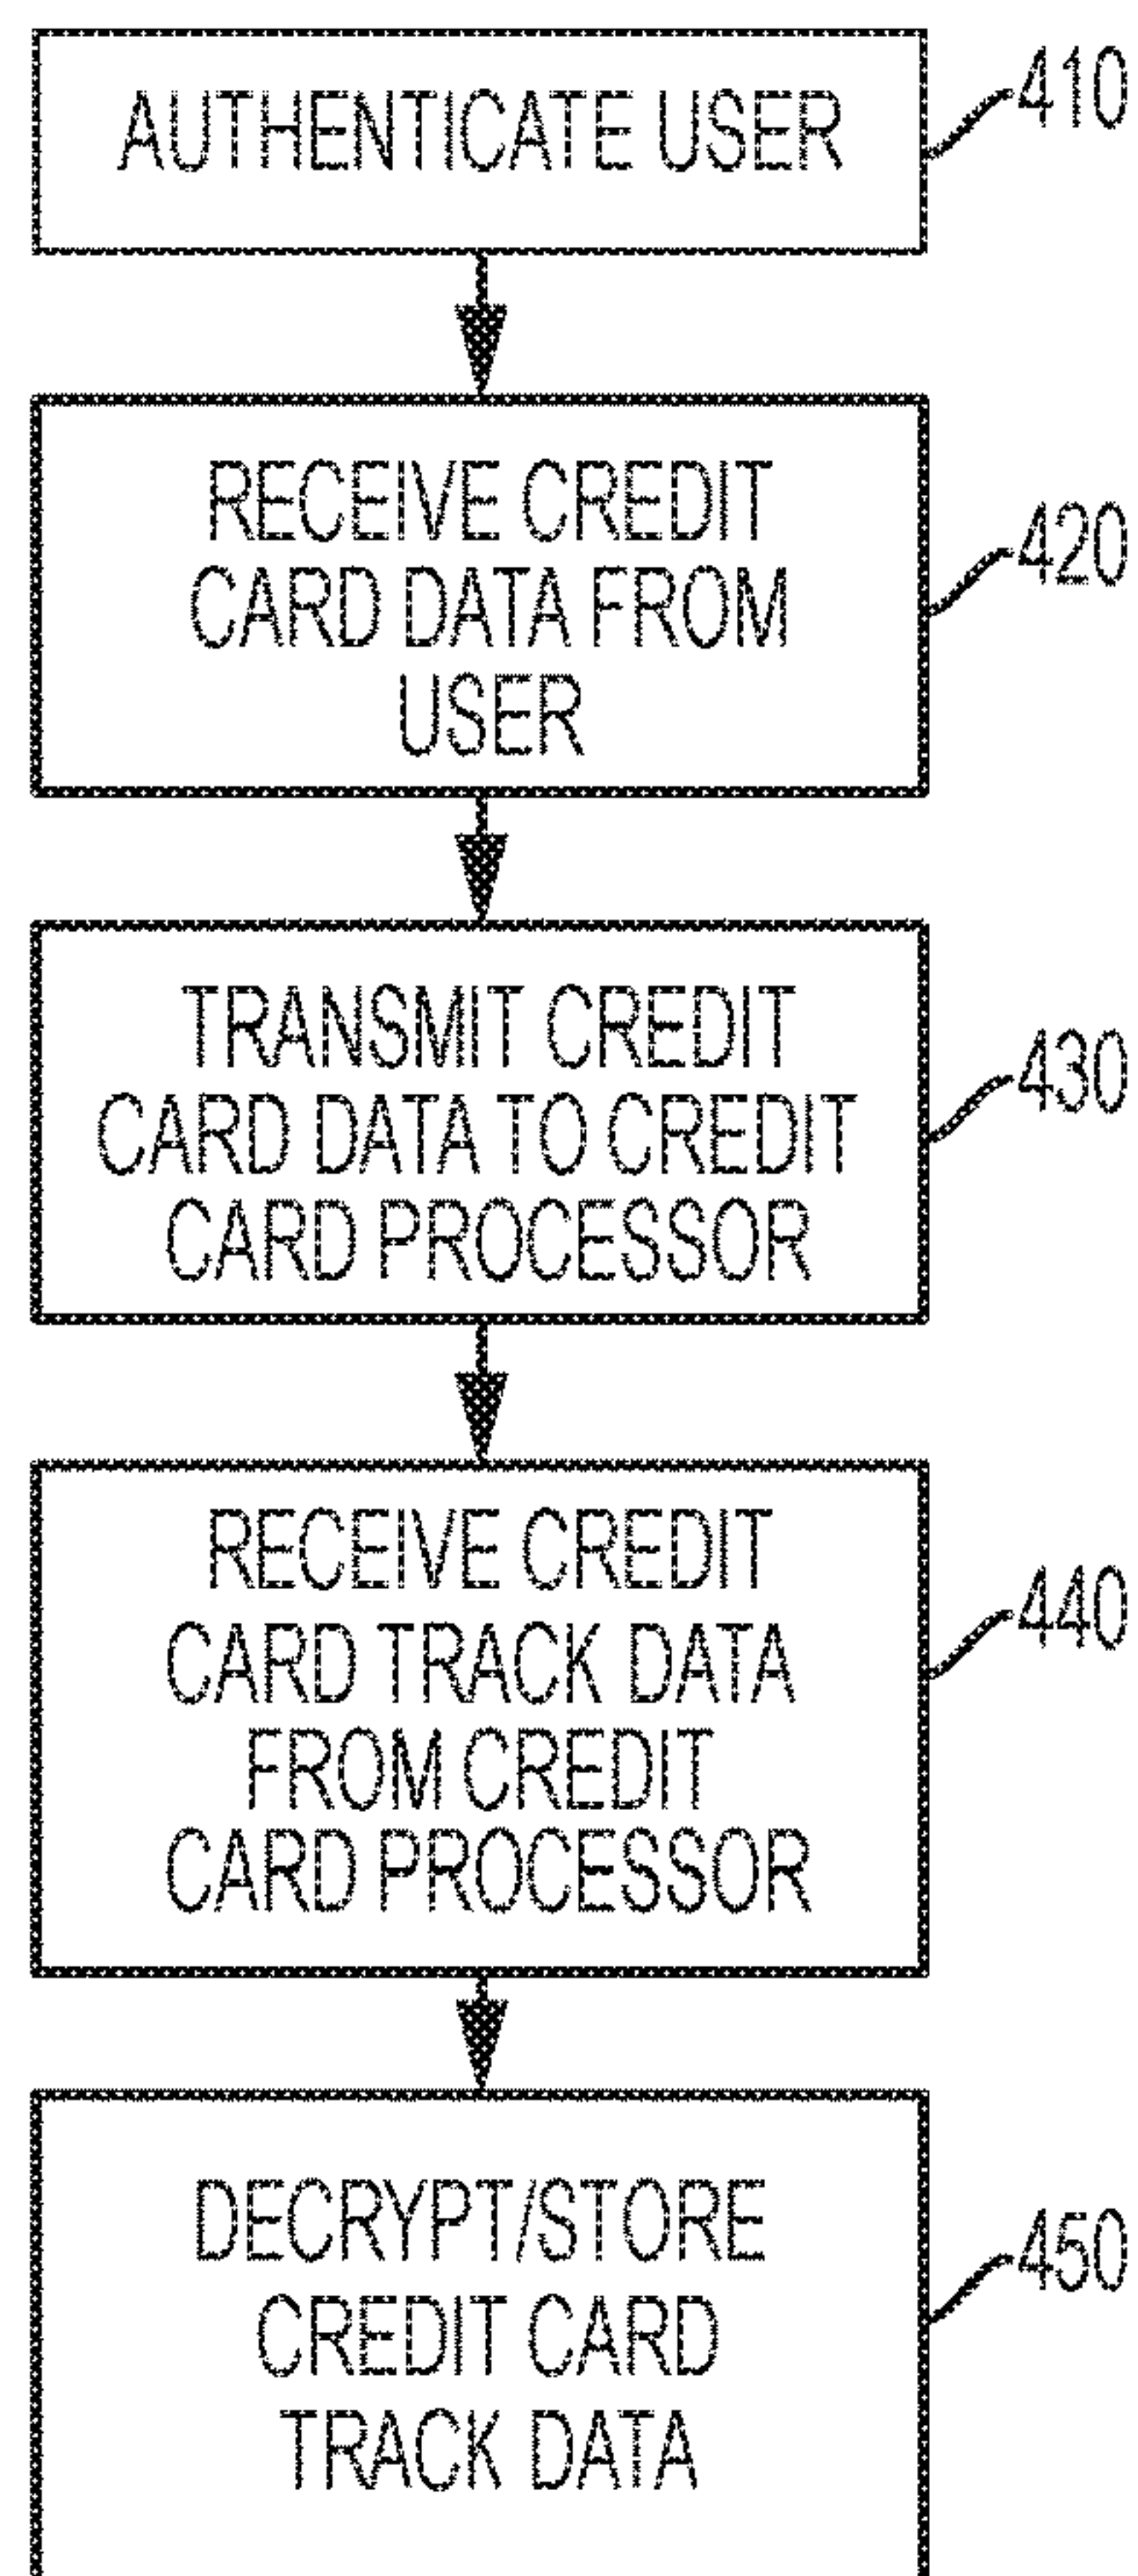 AUTHENTICATE USER
410
RECEIVE CREDIT
CARD DATA FROM
USER
420
TRANSMIT CREDIT
CARD DATA TO CREDIT
CARD PROCESSOR
430
RECEIVE CREDIT
CARD TRACK DATA
FROM CREDIT
CARD PROCESSOR
440
DECRYPT/STORE
CREDIT CARD
TRACK DATA
450